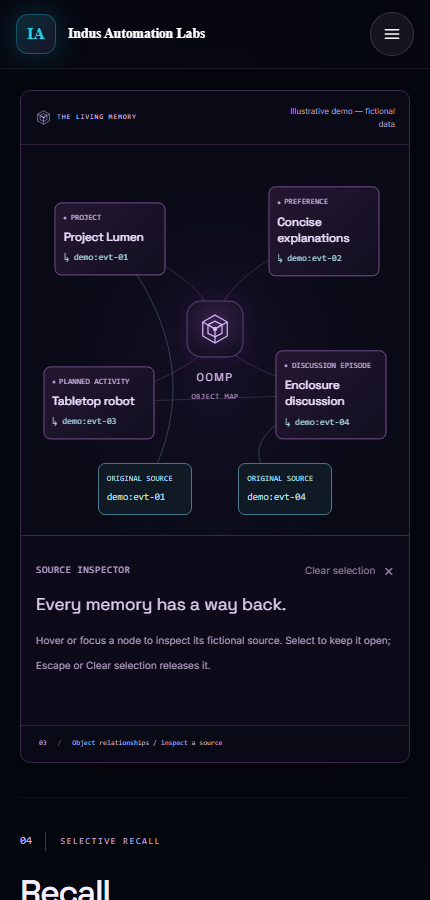 IA Indus Automation Labs
THE LIVING MEMORY
Illustrative demo — fictional
data
PROJECT
Project Lumen
↳ demo:evt-01
PREFERENCE
Concise
explanations
↳ demo:evt-02
OOMP
OBJECT MAP
PLANNED ACTIVITY
Tabletop robot
↳ demo:evt-03
DISCUSSION EPISODE
Enclosure
discussion
↳ demo:evt-04
ORIGINAL SOURCE
demo:evt-01
ORIGINAL SOURCE
demo:evt-04
SOURCE INSPECTOR
Clear selection ×
Every memory has a way back.
Hover or focus a node to inspect its fictional source. Select to keep it open;
Escape or Clear selection releases it.
03 / Object relationships / inspect a source
04 SELECTIVE RECALL
Recall